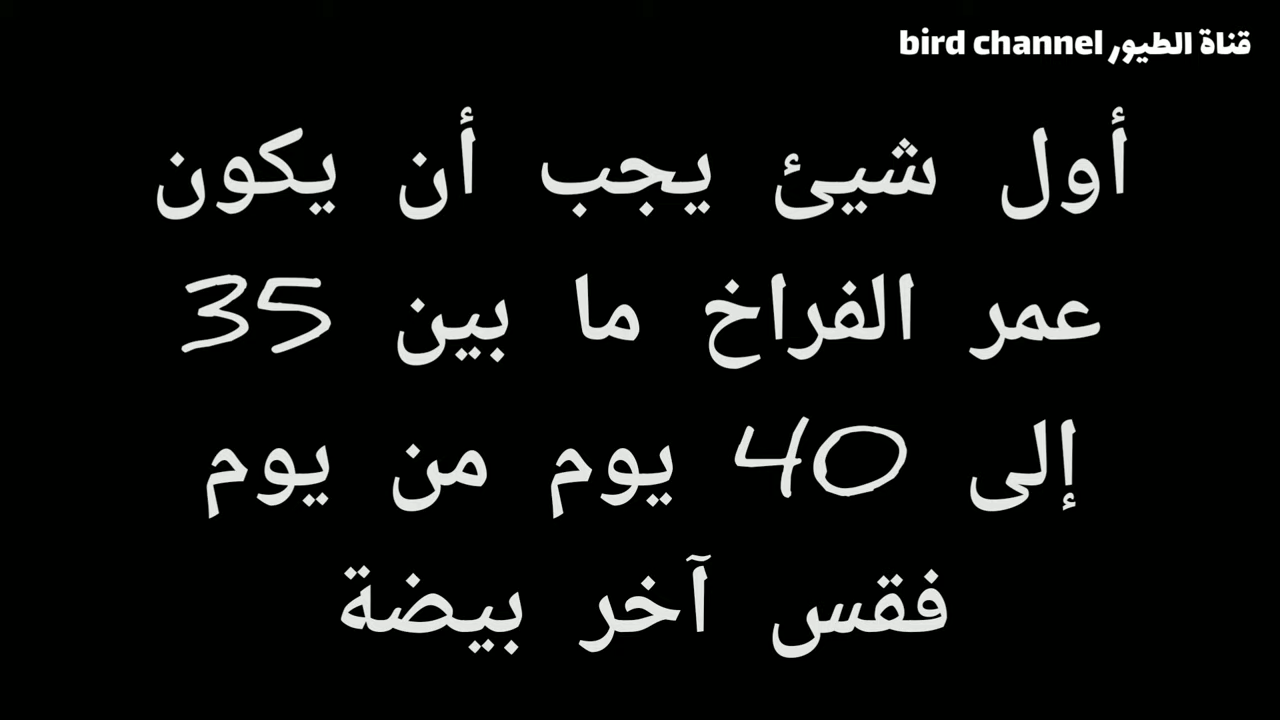 قناة الطيور bird channel
أول شيئ يجب أن يكون
عمر الفراخ ما بين 35
إلى 40 يوم من يوم
فقس آخر بيضة